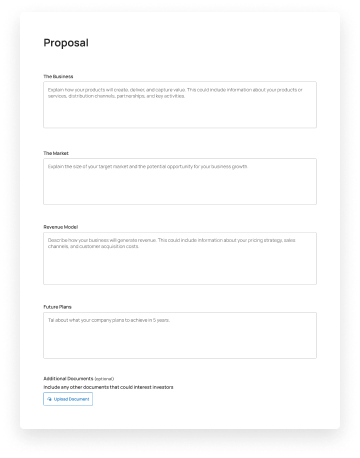 Proposal
The Business
Explain how your products will create, deliver, and capture value. This could include information about your products or
services, distribution channels, partnerships, and key activities.
The Market
Explain the size of your target market and the potential opportunity for your business growth.
Revenue Model
Describe how your business will generate revenue. This could include information about your pricing strategy, sales
channels, and customer acquisition costs.
Future Plans
Tal about what your company plans to achieve in 5 years.
Additional Documents (optional)
Include any other documents that could interest investors
Upload Document